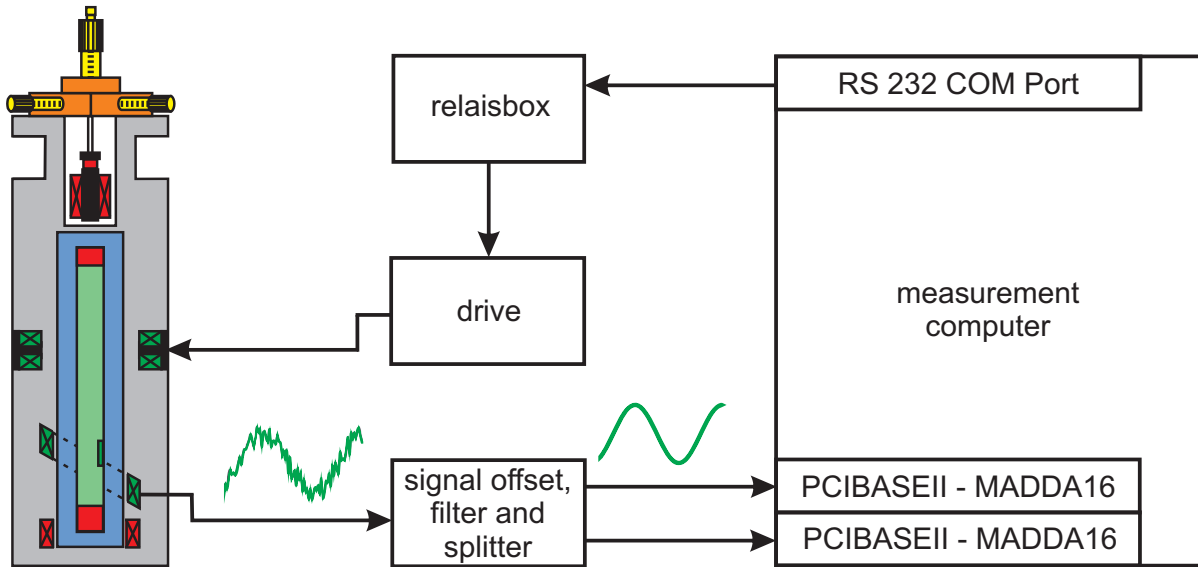 RS 232 COM Port
relaisbox
drive
measurement
computer
signal offset,
filter and
splitter
PCIBASEII - MADDA16
PCIBASEII - MADDA16